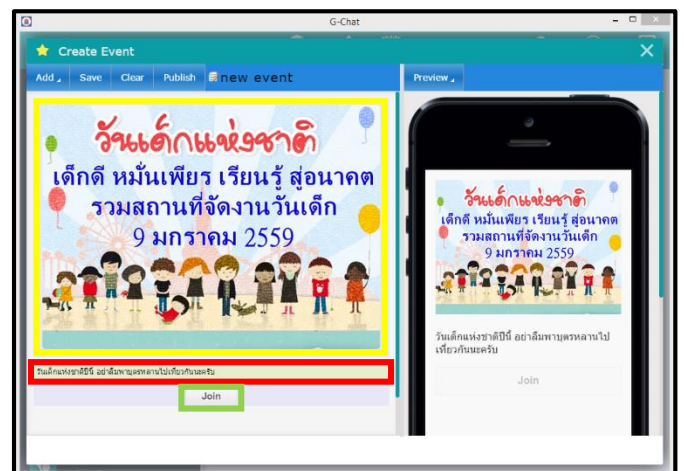 G-Chat
Create Event
Add Save Clear Publish new event
Preview
วันเด็กแห่งชาติ
เด็กดี หมั่นเพียร เรียนรู้ สู่อนาคต
รวมสถานที่จัดงานวันเด็ก
9 มกราคม 2559
วันเด็กแห่งชาติปีนี้ อย่าลืมพาบุตรหลานไปเที่ยวกันนะครับ
Join
วันเด็กแห่งชาติ
เด็กดี หมั่นเพียร เรียนรู้ สู่อนาคต
รวมสถานที่จัดงานวันเด็ก
9 มกราคม 2559
วันเด็กแห่งชาติปีนี้ อย่าลืมพาบุตรหลานไป
เที่ยวกันนะครับ
Join